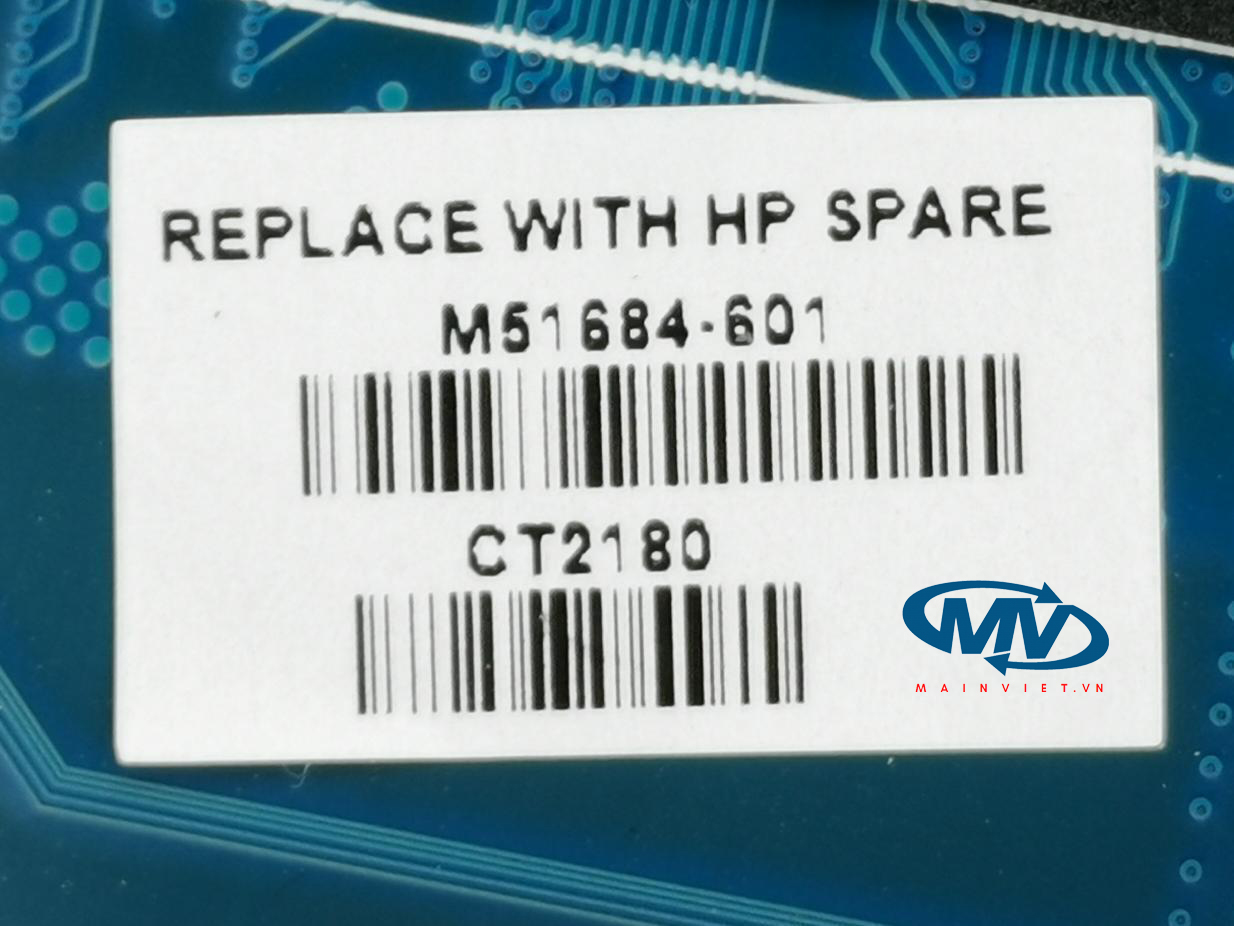 REPLACE WITH HP SPARE
M51684-601
CT2180
MV
MAINVIET.VN